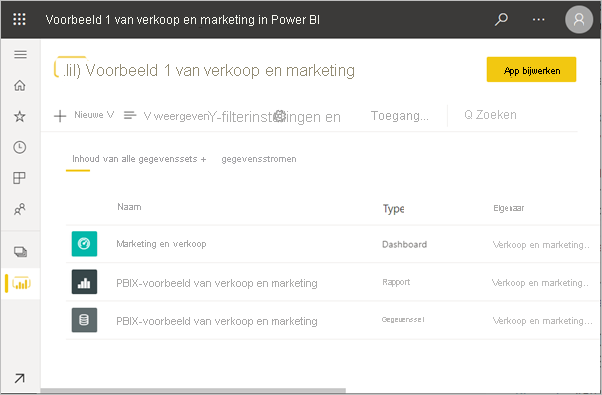 Voorbeeld 1 van verkoop en marketing in Power BI
.lil) Voorbeeld 1 van verkoop en marketing
App bijwerken
Nieuwe V V weergeven Y-filterinstellingen en Toegang... Q Zoeken
Inhoud van alle gegevenssets + gegevensstromen
Naam Type Eigenaar
Marketing en verkoop Dashboard Verkoop en marketing...
PBIX-voorbeeld van verkoop en marketing Rapport Verkoop en marketing...
PBIX-voorbeeld van verkoop en marketing Gegevensset Verkoop en marketing...